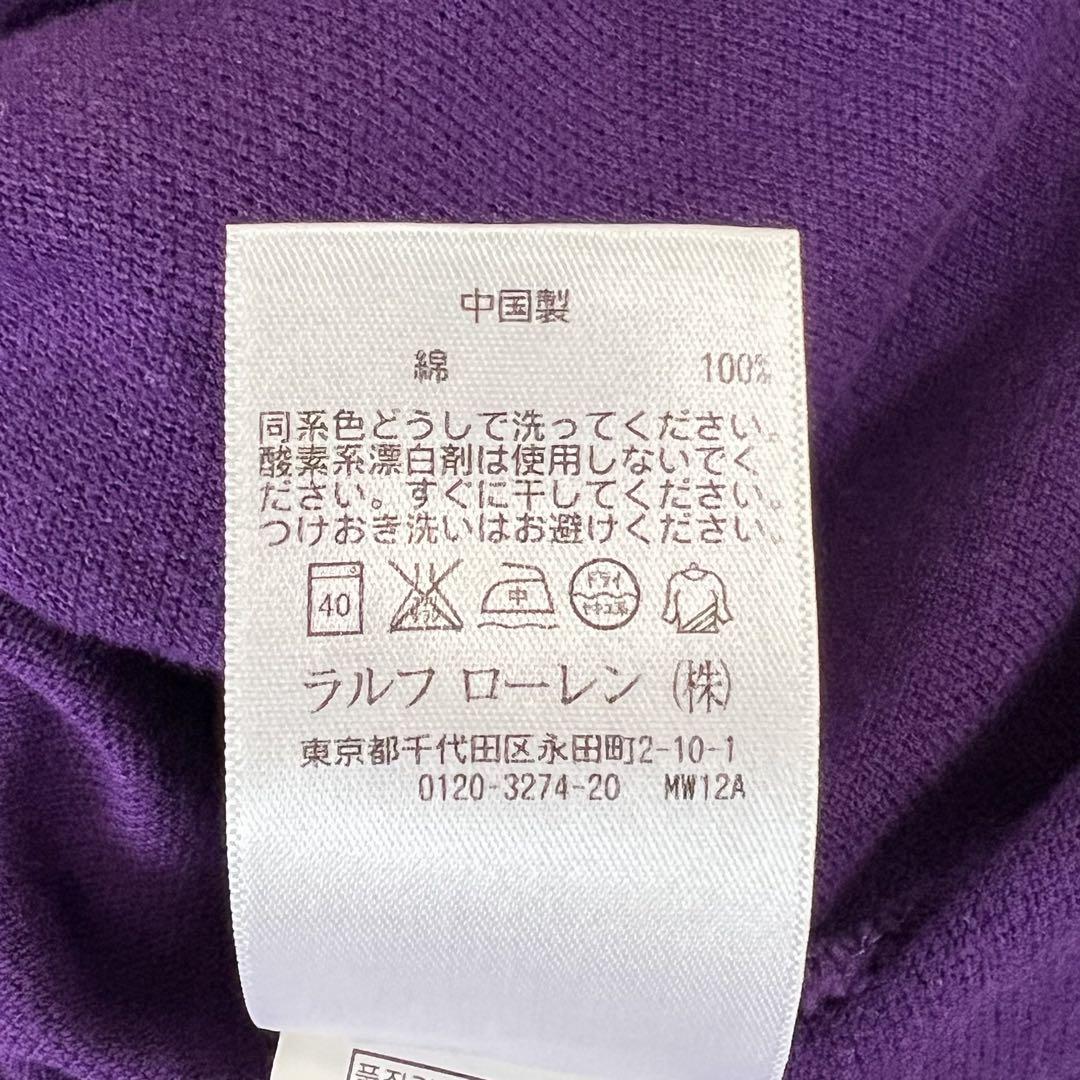 中国製
綿 100%
同系色どうしで洗ってください。
酸素系漂白剤は使用しないでく
ださい。すぐに干してください。
つけおき洗いはお避けください。
40 中 ドライ
ラルフ ローレン (株)
東京都千代田区永田町2-10-1
0120-3274-20 MW12A